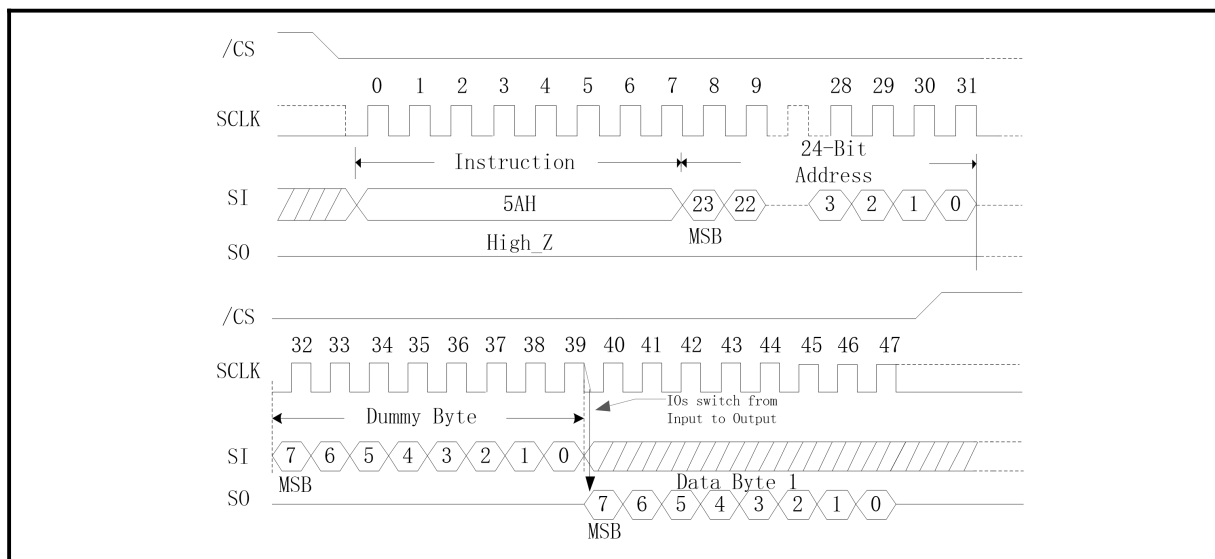 /CS
0 1 2 3 4 5 6 7 8 9 28 29 30 31
SCLK
Instruction
24-Bit
Address
SI
5AH
23 22 3 2 1 0
MSB
High_Z
SO
/CS
32 33 34 35 36 37 38 39 40 41 42 43 44 45 46 47
SCLK
IOs switch from
Input to Output
Dummy Byte
SI
7 6 5 4 3 2 1 0
MSB
Data Byte 1
SO
7 6 5 4 3 2 1 0
MSB